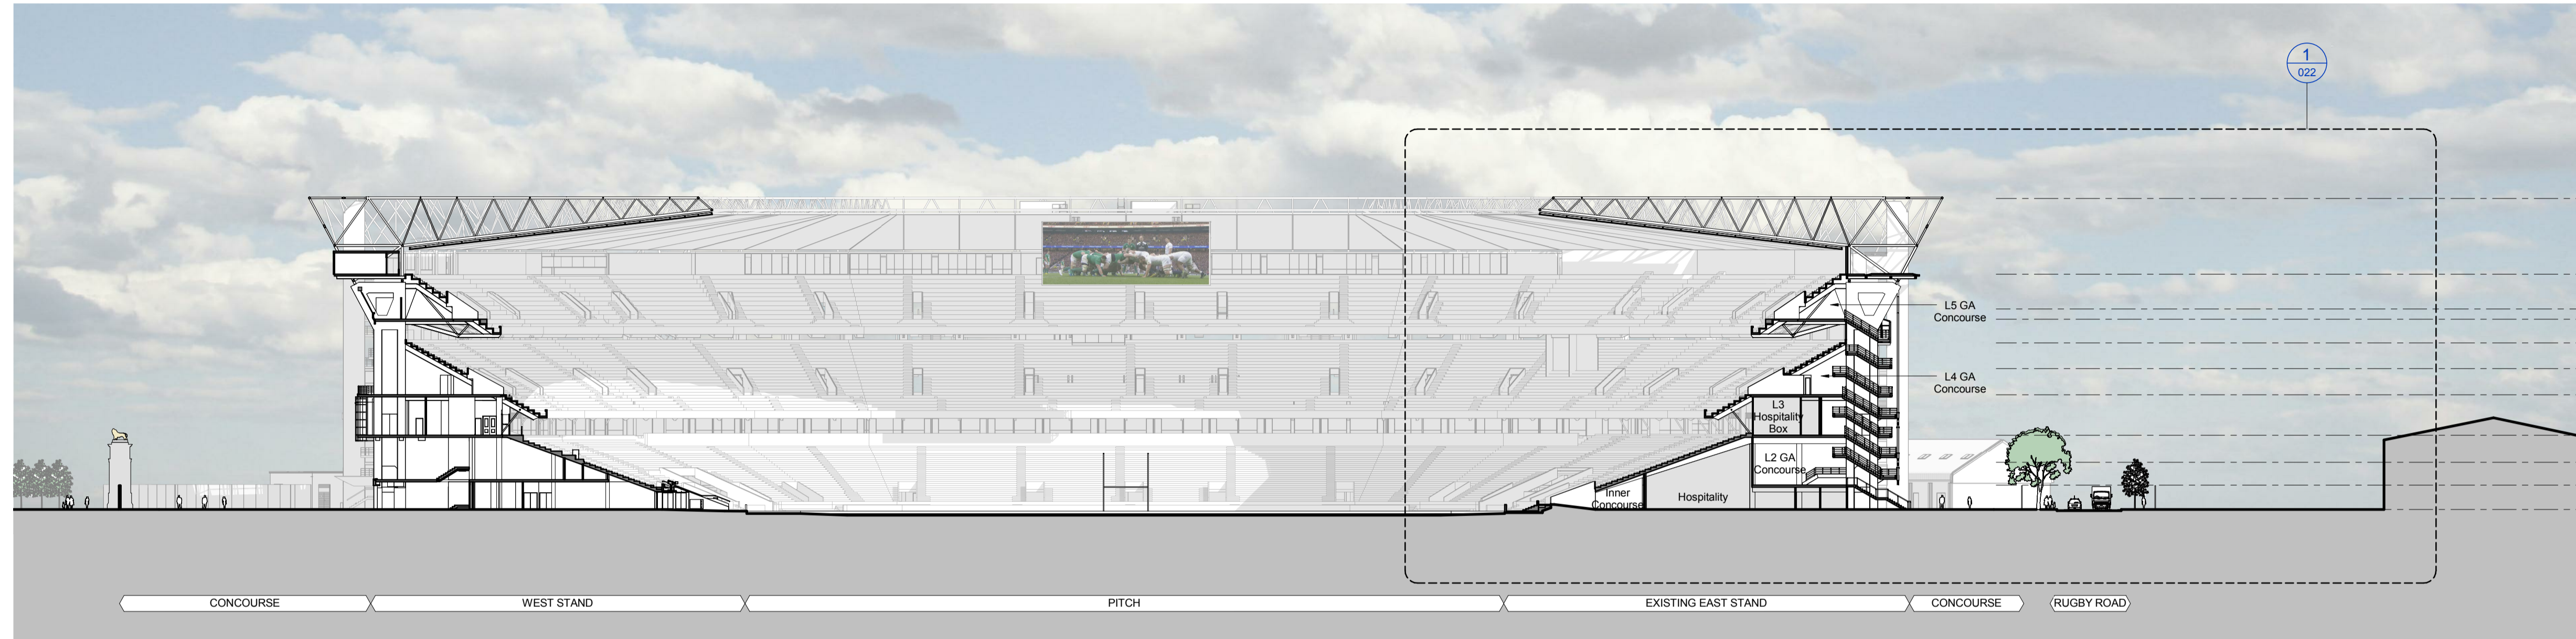 1
022
L5 GA
Concourse
L4 GA
Concourse
L3
Hospitality
Box
L2 GA
Concourse
Inner
Concourse
Hospitality
CONCOURSE
WEST STAND
PITCH
EXISTING EAST STAND
CONCOURSE
RUGBY ROAD